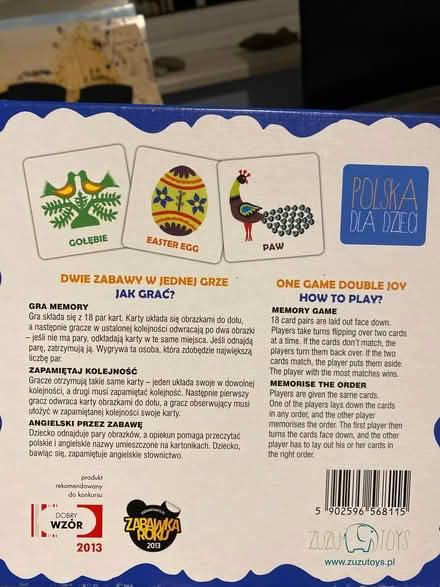 GOŁĘBIE
EASTER EGG
PAW
POLSKA
DLA DZIECI
DWIE ZABAWY W JEDNEJ GRZE
JAK GRAĆ?
GRA MEMORY
Gra składa się z 18 par kart. Karty układa się obrazkami do dołu,
a następnie gracze w ustalonej kolejności odwracają po dwa obrazki
– jeśli nie ma pary, odkładają karty w te same miejsca. Jeśli odnajdą
parę, zatrzymują ją. Wygrywa ta osoba, która zdobędzie największą
liczbę par.
ZAPAMIĘTAJ KOLEJNOŚĆ
Gracze otrzymują takie same karty – jeden układa swoje w dowolnej
kolejności, a drugi musi zapamiętać kolejność. Następnie pierwszy
gracz odwraca karty obrazkami do dołu, a gracz obserwujący musi
ułożyć w zapamiętanej kolejności swoje karty.
ANGIELSKI PRZEZ ZABAWĘ
Dziecko odnajduje pary obrazków, a opiekun pomaga przeczytać
polskie i angielskie nazwy umieszczone na kartonikach. Dziecko,
bawiąc się, zapamiętuje angielskie słownictwo.
ONE GAME DOUBLE JOY
HOW TO PLAY?
MEMORY GAME
18 card pairs are laid out face down.
Players take turns flipping over two cards
at a time. If the cards don't match, the
players turn them back over. If the two
cards match, the player puts them aside.
The player with the most matches wins.
MEMORISE THE ORDER
Players are given the same cards.
One of the players lays down the cards
in any order, and the other player
memorises the order. The first player then
turns the cards face down, and the other
player has to lay out his or her cards in
the right order.
produkt
rekomendowany
do konkursu
DOBRY
WZÓR
2013
ZABAWKA
ROKU
2013
5 902596 568115
ZUZU TOYS
www.zuzutoys.pl